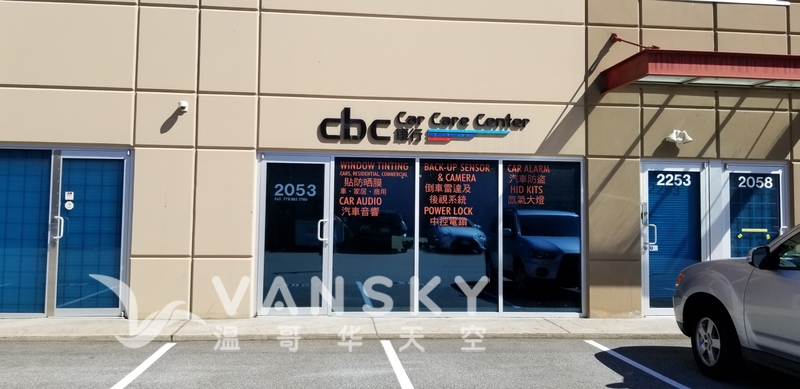 cbc Car Care Center
車行
2053
WINDOW TINTING
CARS, RESIDENTIAL, COMMERCIAL
貼防晒膜
車·家居·商用
CAR AUDIO
汽車音響
BACK-UP SENSOR
& CAMERA
倒車雷達及
後視系統
POWER LOCK
中控電鎖
CAR ALARM
汽車防盜
HID KITS
氙氣大燈
2253
2058
VANSKY
温哥华天空